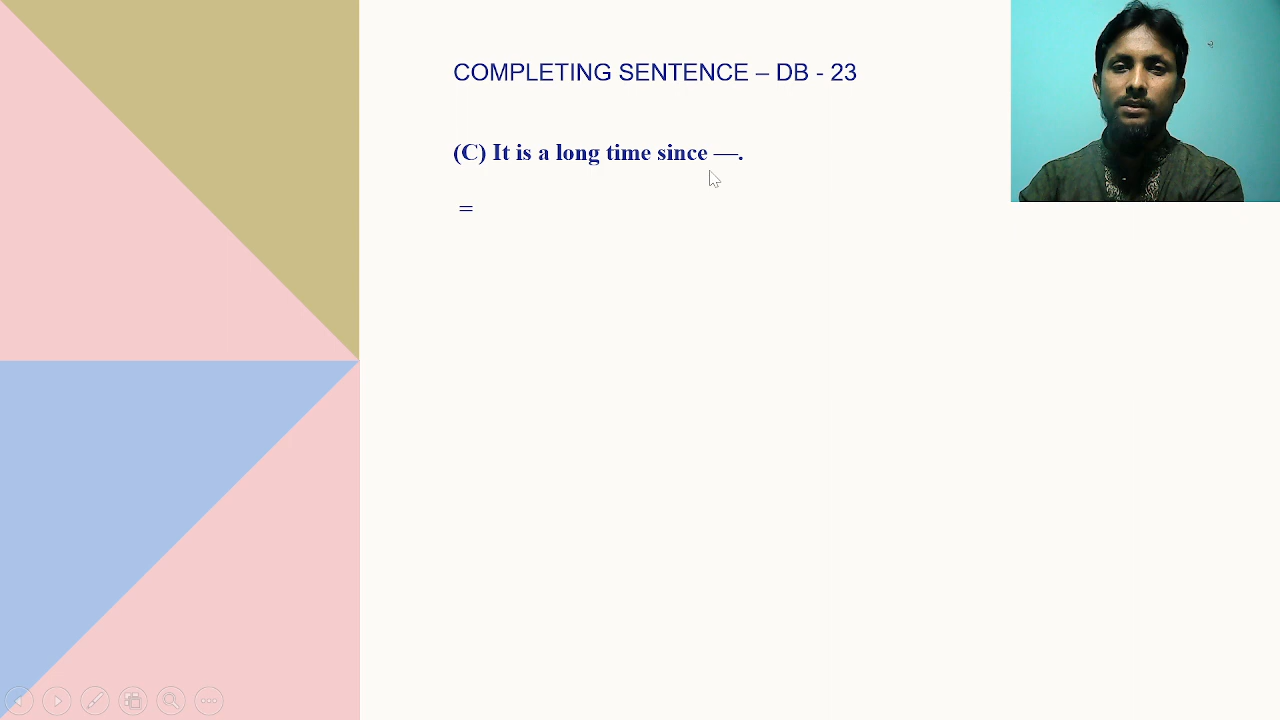 COMPLETING SENTENCE – DB - 23
(C) It is a long time since —.
=